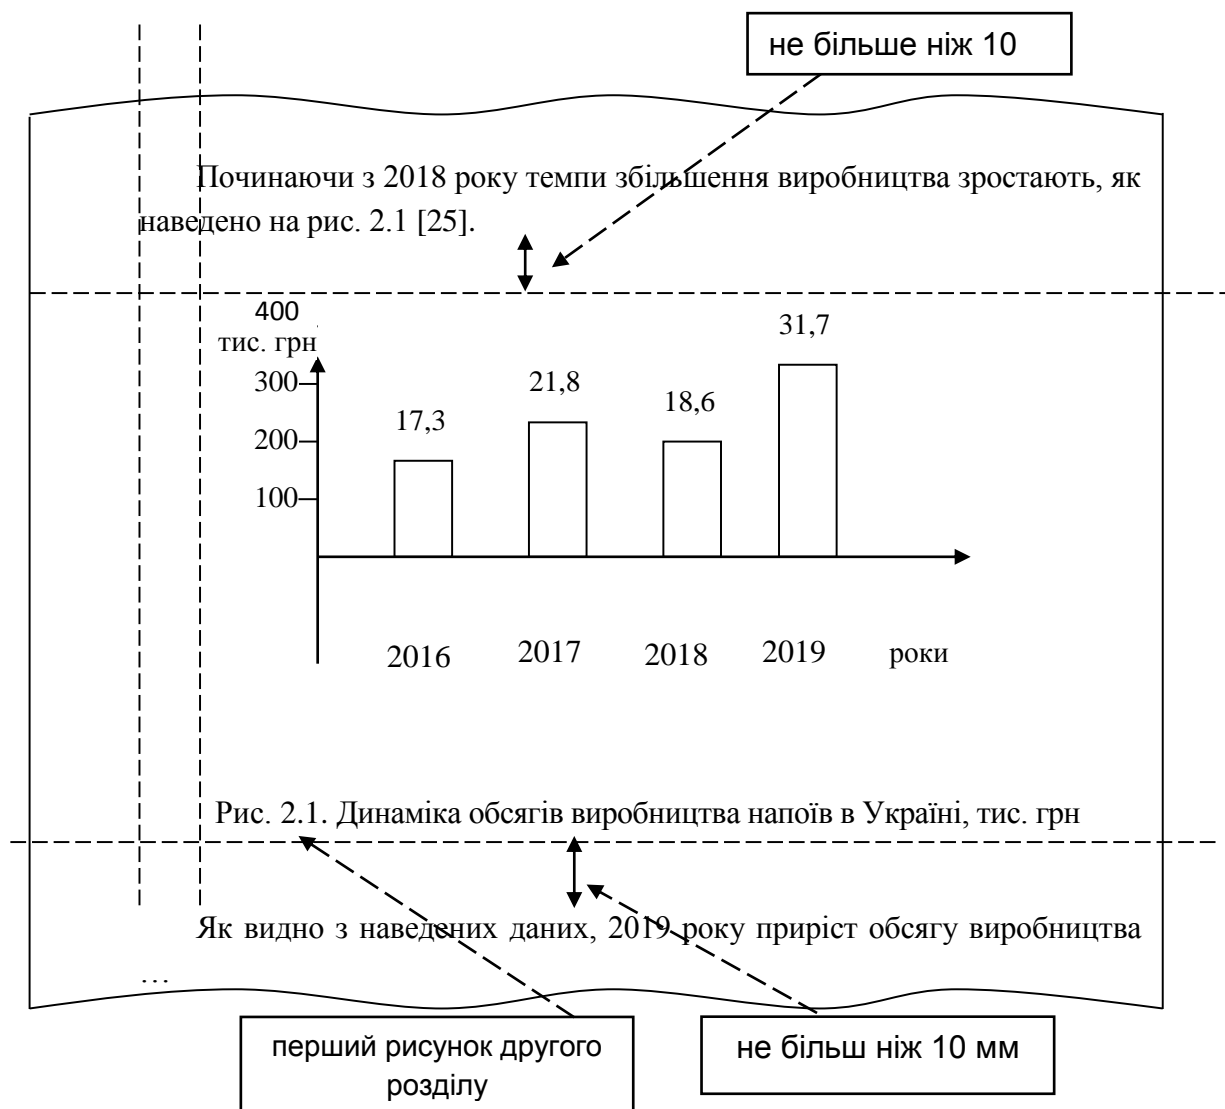 не більше ніж 10
Починаючи з 2018 року темпи збільшення виробництва зростають, як
наведено на рис. 2.1 [25].
400
тис. грн
31,7
300
21,8
18,6
17,3
200
100
2016 2017 2018 2019 роки
Рис. 2.1. Динаміка обсягів виробництва напоїв в Україні, тис. грн
Як видно з наведених даних, 2019 року приріст обсягу виробництва
…
перший рисунок другого
розділу
не більш ніж 10 мм